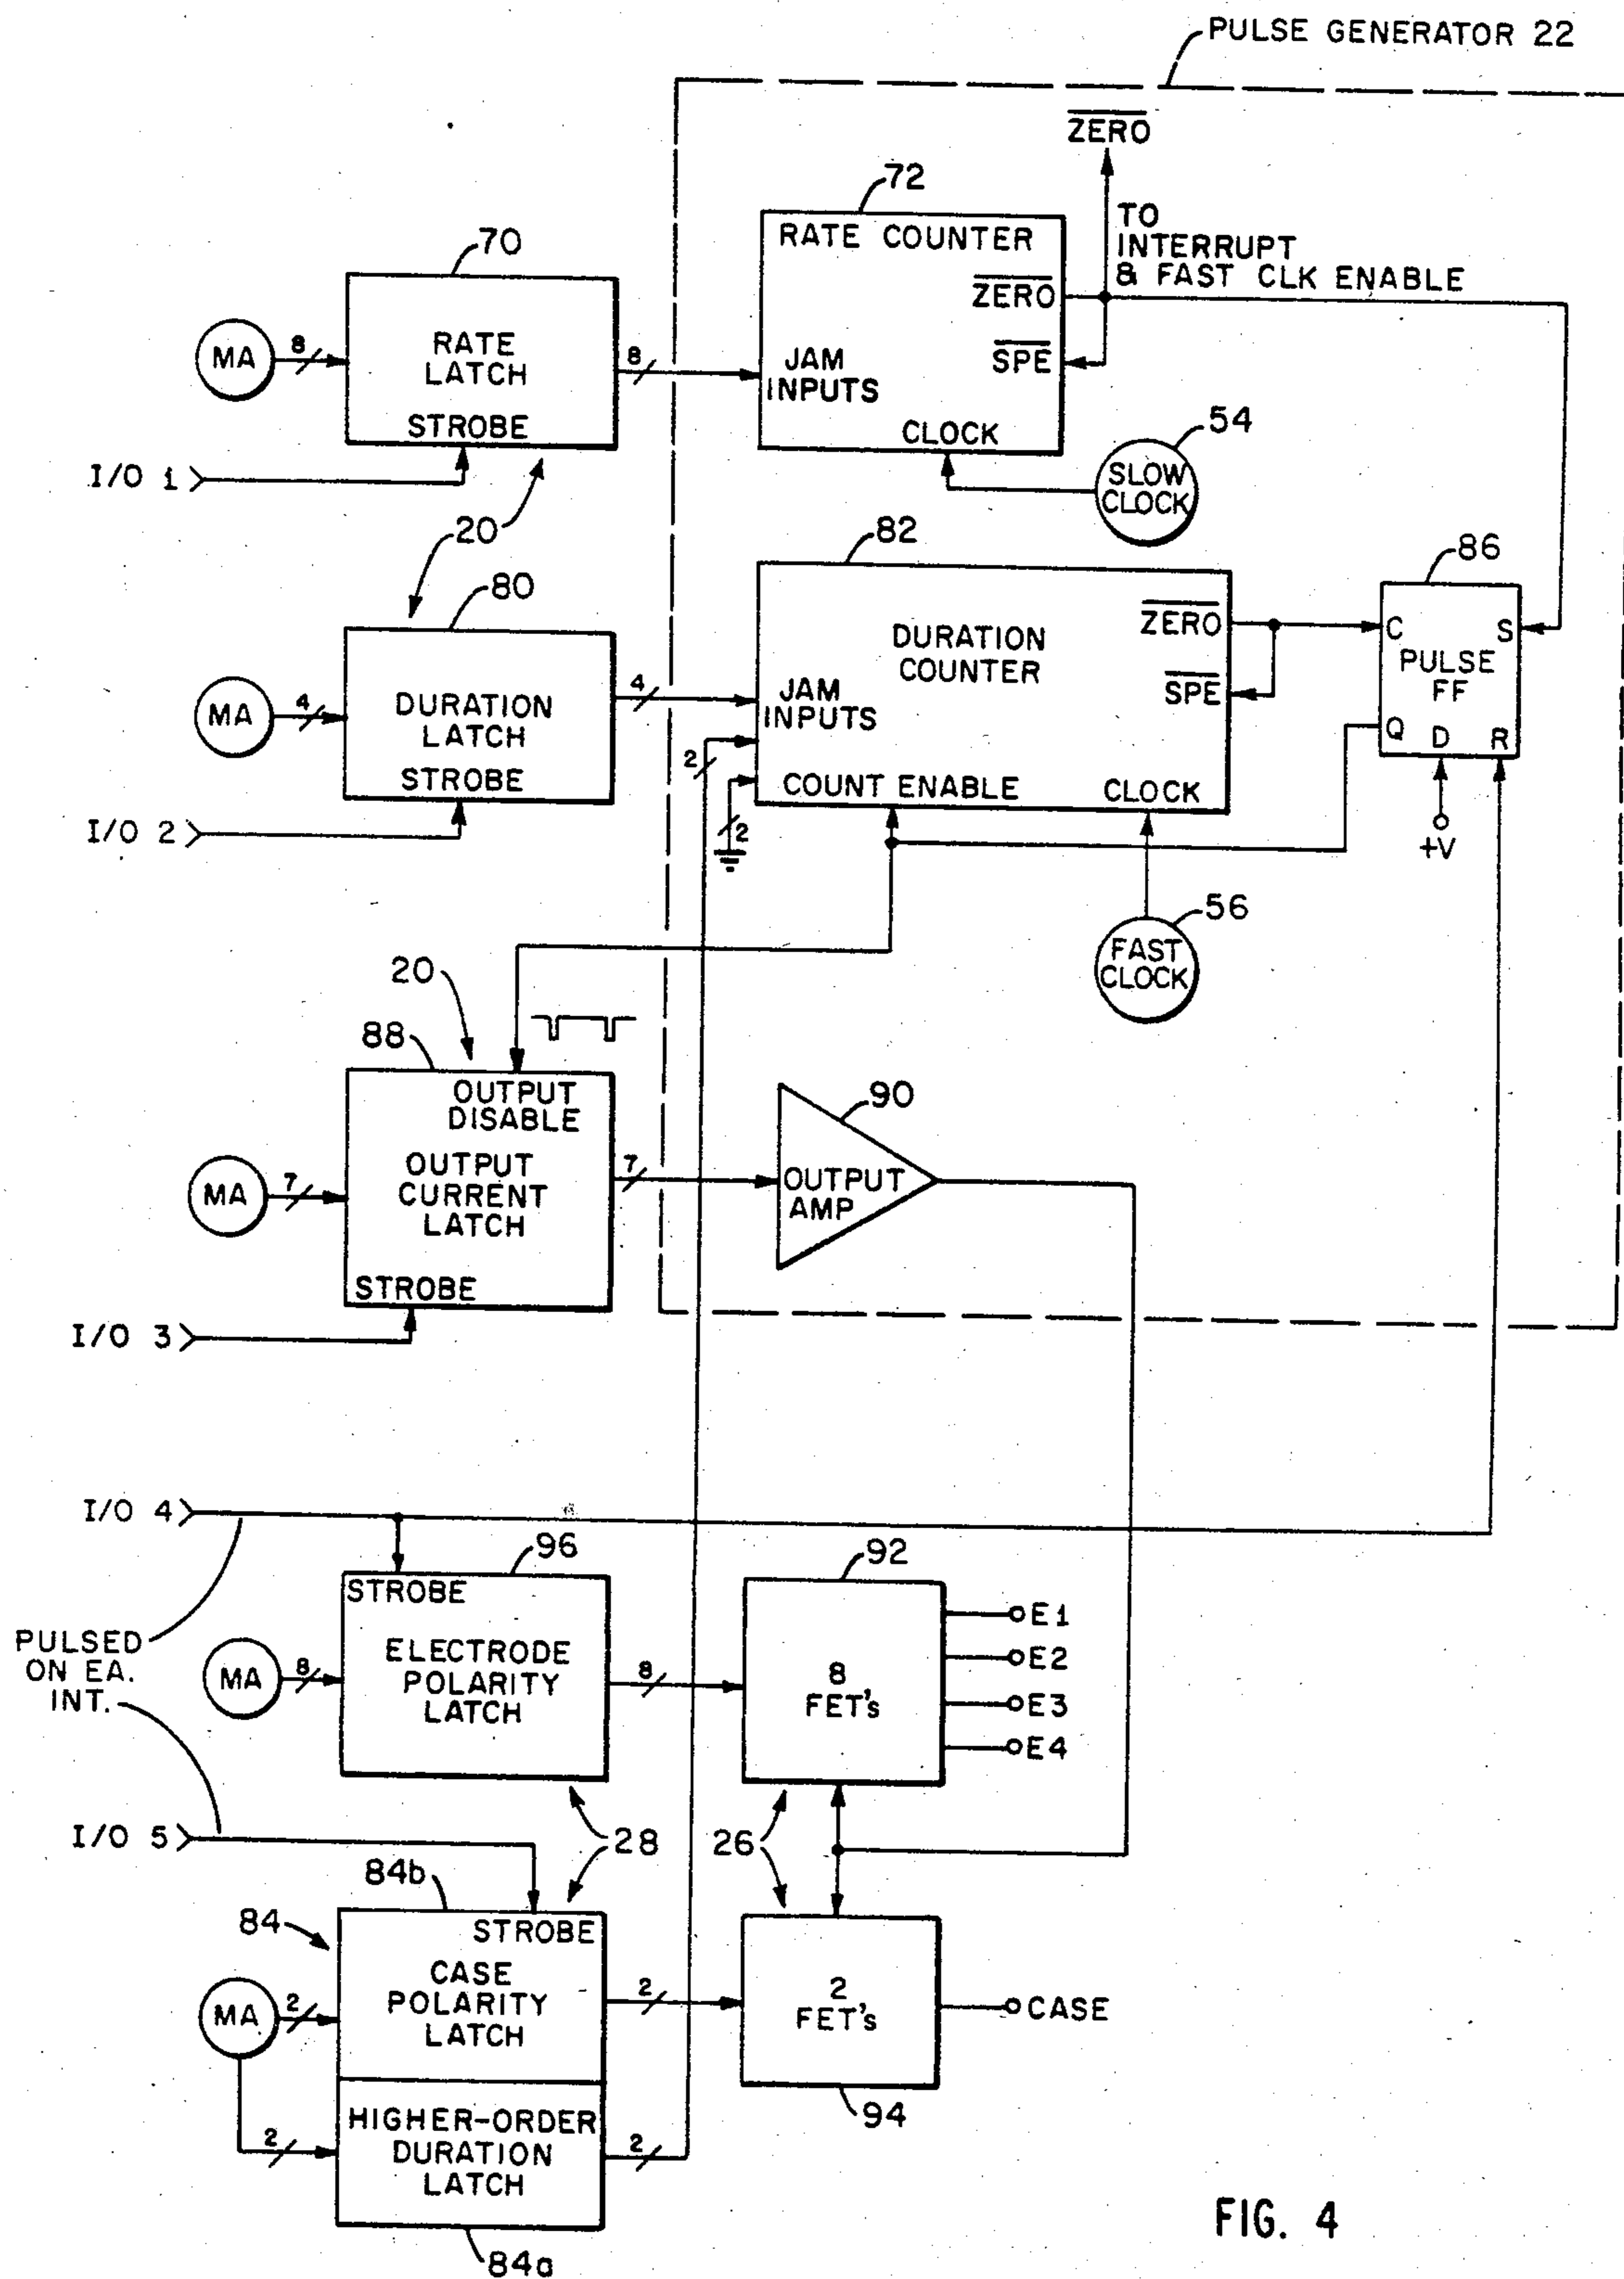 PULSE GENERATOR 22
ZERO
TO
INTERRUPT
& FAST CLK ENABLE
72
RATE COUNTER
ZERO
SPE
JAM
INPUTS
CLOCK
70
MA
8
RATE
LATCH
STROBE
8
I/O 1
54
SLOW
CLOCK
20
82
86
80
DURATION
COUNTER
ZERO
SPE
JAM
INPUTS
COUNT ENABLE
CLOCK
C
S
PULSE
FF
Q
D
R
+V
MA
4
DURATION
LATCH
STROBE
4
2
2
I/O 2
56
FAST
CLOCK
20
88
OUTPUT
DISABLE
OUTPUT
CURRENT
LATCH
STROBE
MA
7
7
90
OUTPUT
AMP
I/O 3
I/O 4
96
92
STROBE
ELECTRODE
POLARITY
LATCH
PULSED
ON EA.
INT.
MA
8
8
8
FET's
E1
E2
E3
E4
I/O 5
28
26
84b
84
STROBE
CASE
POLARITY
LATCH
MA
2
2
2
FET's
CASE
94
2
HIGHER-ORDER
DURATION
LATCH
2
84a
FIG. 4